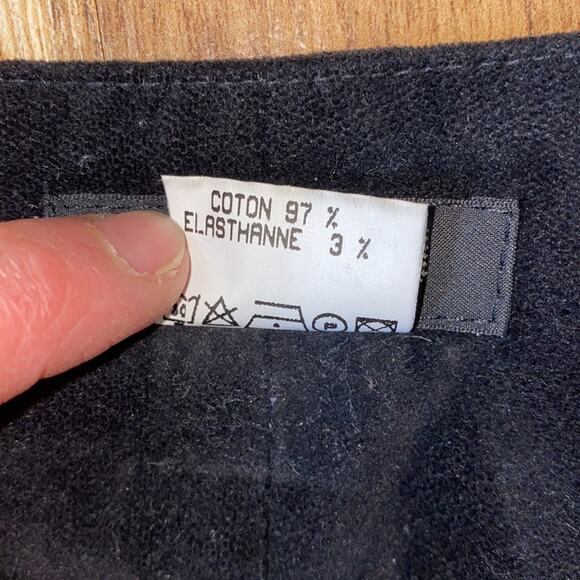 COTON 97 %
ELASTHANNE 3 %